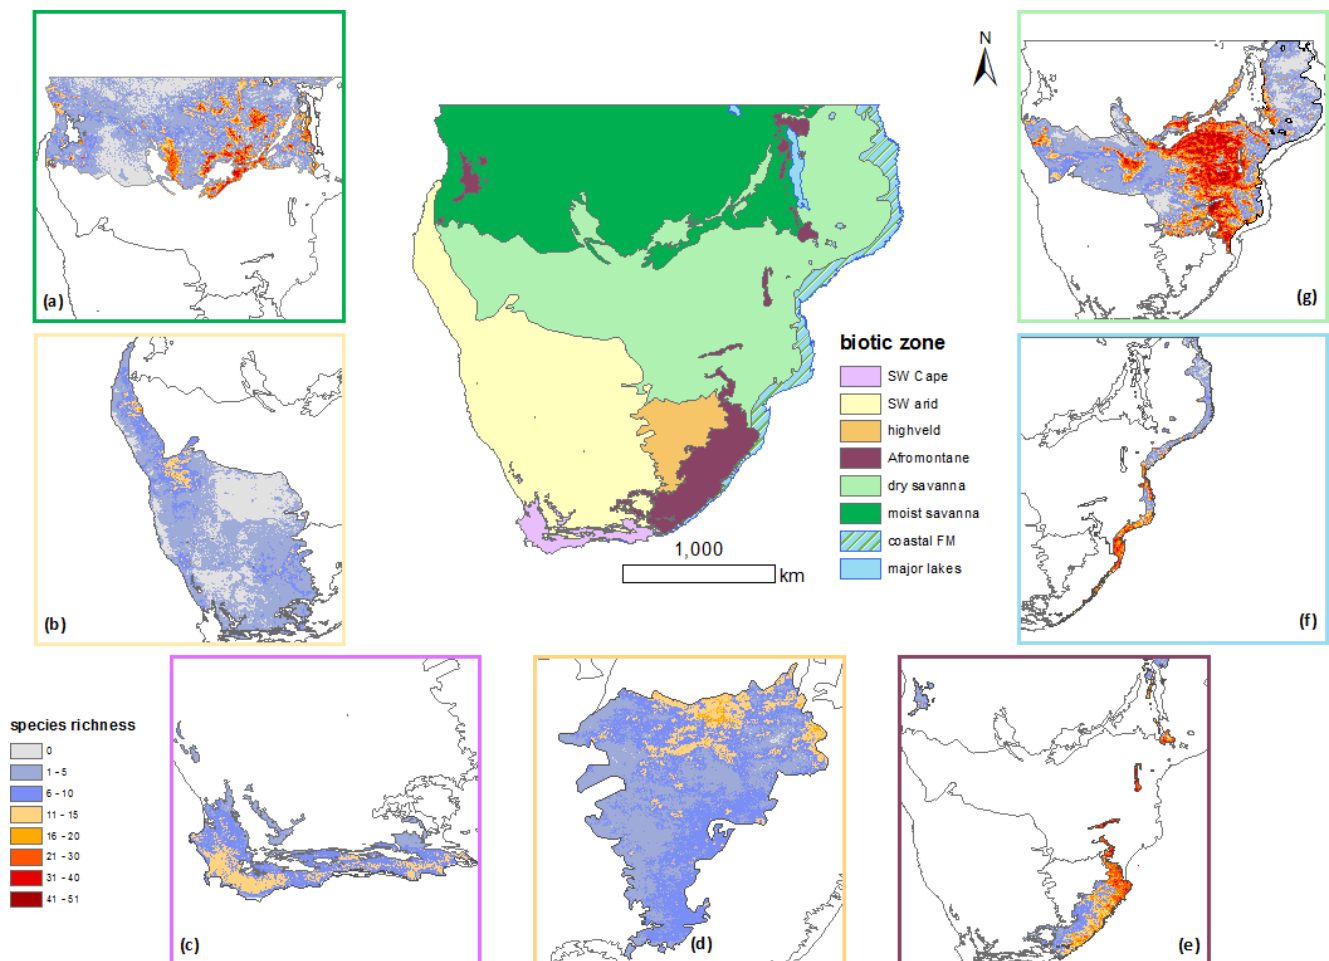 N
(a)
(g)
biotic zone
SW Cape
SW arid
highveld
Afromontane
dry savanna
moist savanna
coastal FM
major lakes
1,000
km
(b)
(f)
species richness
0
1 - 5
6 - 10
11 - 15
16 - 20
21 - 30
31 - 40
41 - 51
(c)
(d)
(e)